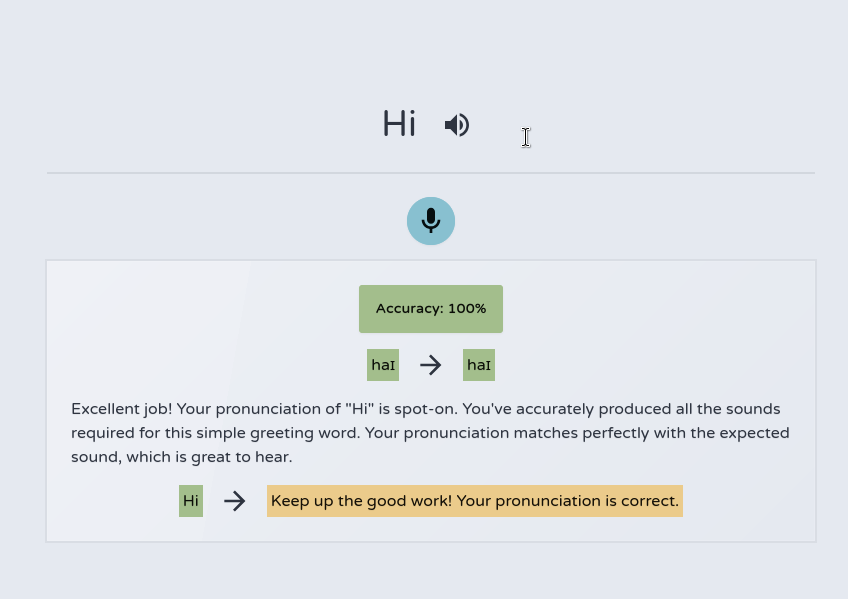 Hi
Accuracy: 100%
haɪ → haɪ
Excellent job! Your pronunciation of "Hi" is spot-on. You've accurately produced all the sounds
required for this simple greeting word. Your pronunciation matches perfectly with the expected
sound, which is great to hear.
Hi → Keep up the good work! Your pronunciation is correct.